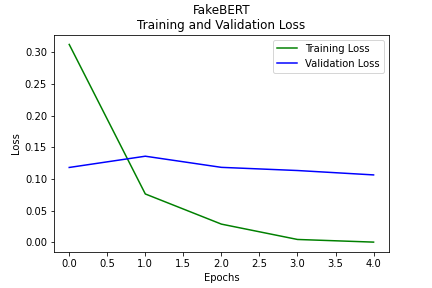 FakeBERT
Training and Validation Loss
Training Loss
Validation Loss
Loss
0.30
0.25
0.20
0.15
0.10
0.05
0.00
0.0 0.5 1.0 1.5 2.0 2.5 3.0 3.5 4.0
Epochs